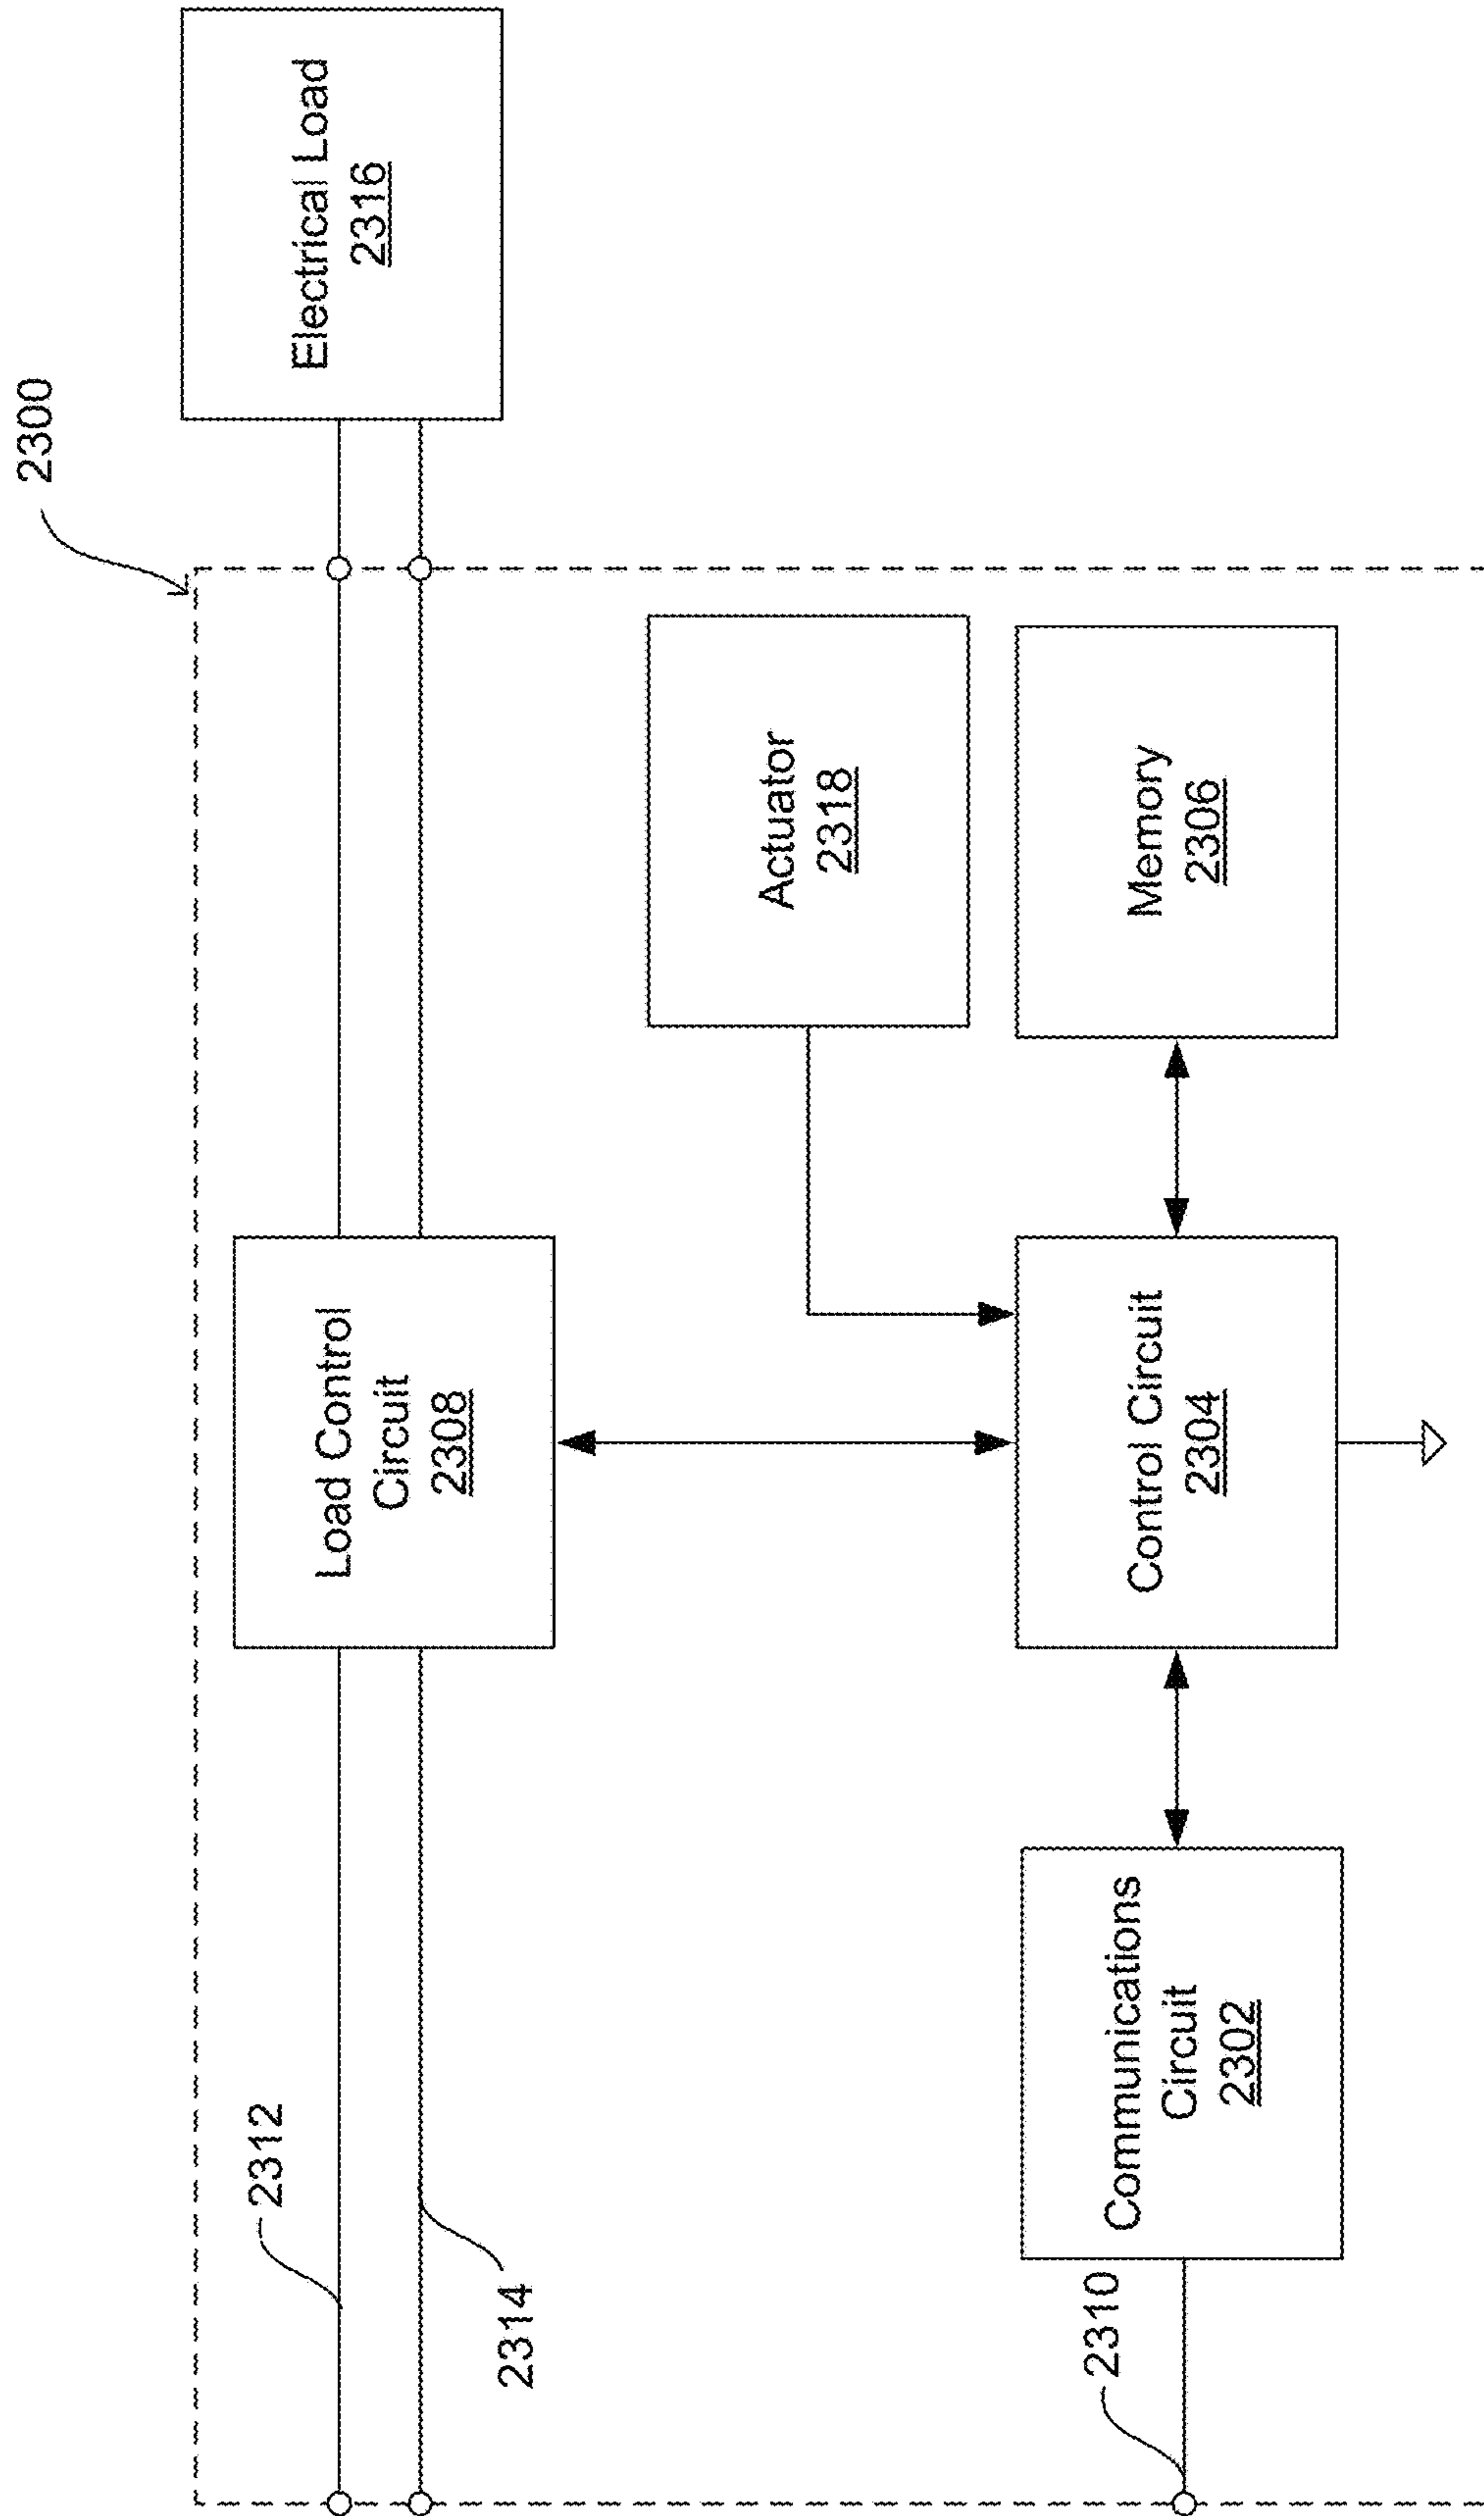 2300
Electrical Load
2316
Load Control
Circuit
2308
2312
2314
Actuator
2318
Memory
2306
Control Circuit
2304
Communications
Circuit
2302
2310